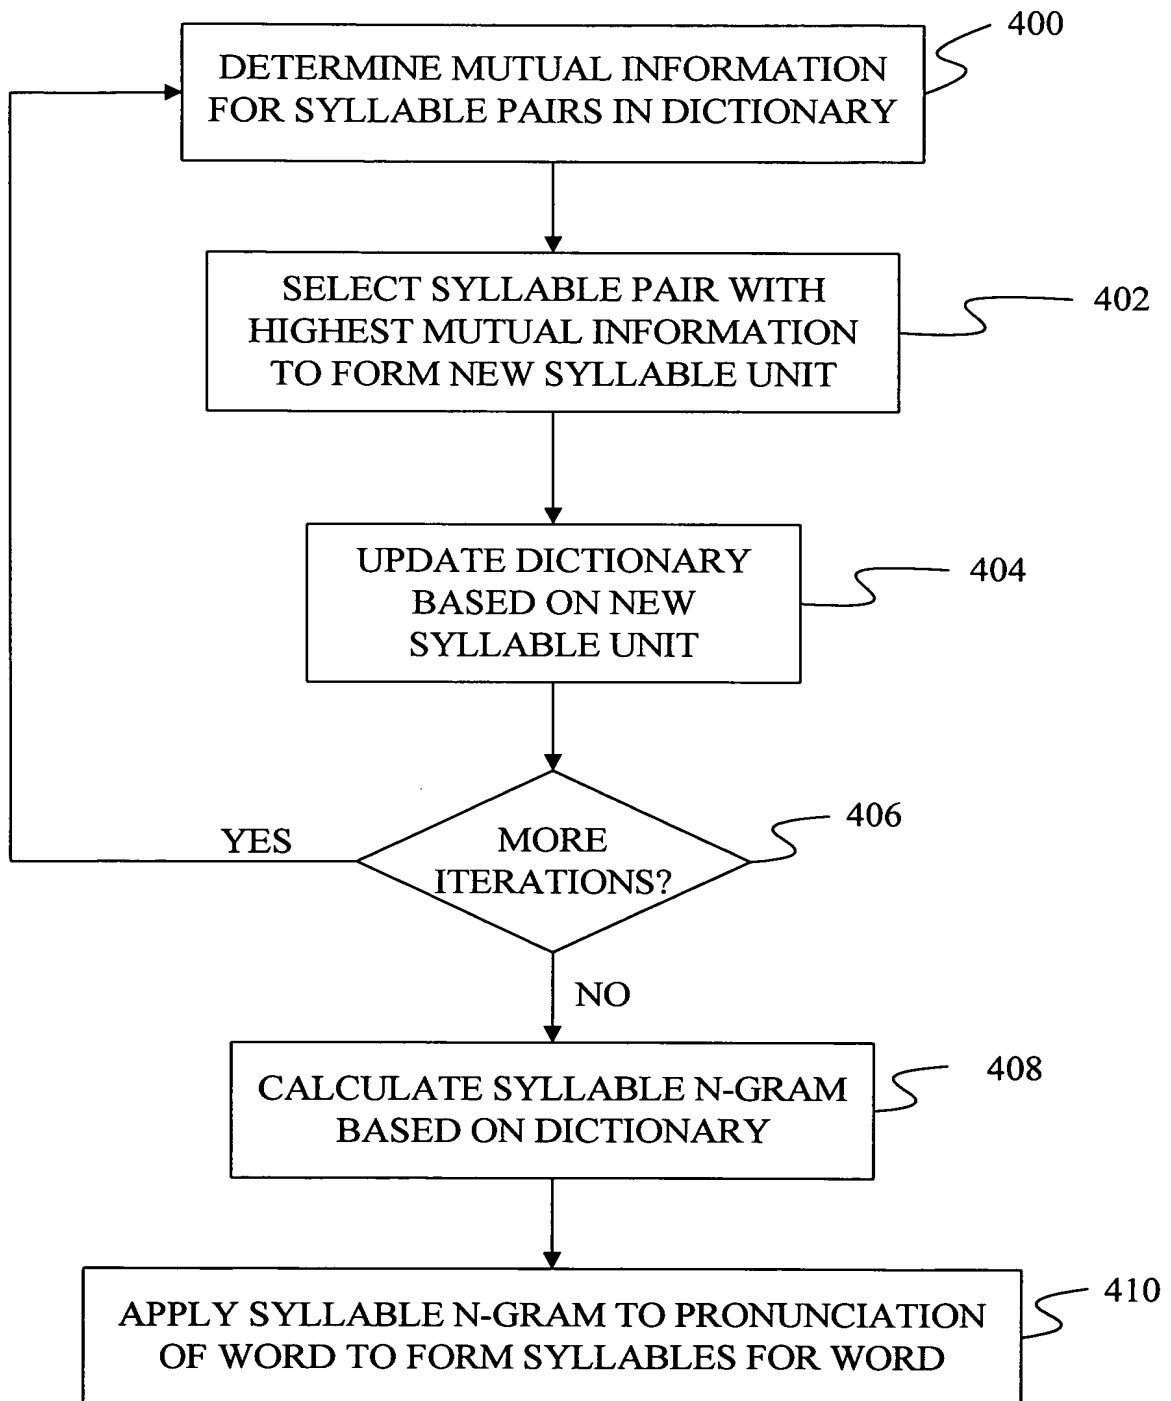 400
DETERMINE MUTUAL INFORMATION
FOR SYLLABLE PAIRS IN DICTIONARY
SELECT SYLLABLE PAIR WITH
HIGHEST MUTUAL INFORMATION
TO FORM NEW SYLLABLE UNIT
402
UPDATE DICTIONARY
BASED ON NEW
SYLLABLE UNIT
404
YES
MORE
ITERATIONS?
406
NO
CALCULATE SYLLABLE N-GRAM
BASED ON DICTIONARY
408
APPLY SYLLABLE N-GRAM TO PRONUNCIATION
OF WORD TO FORM SYLLABLES FOR WORD
410